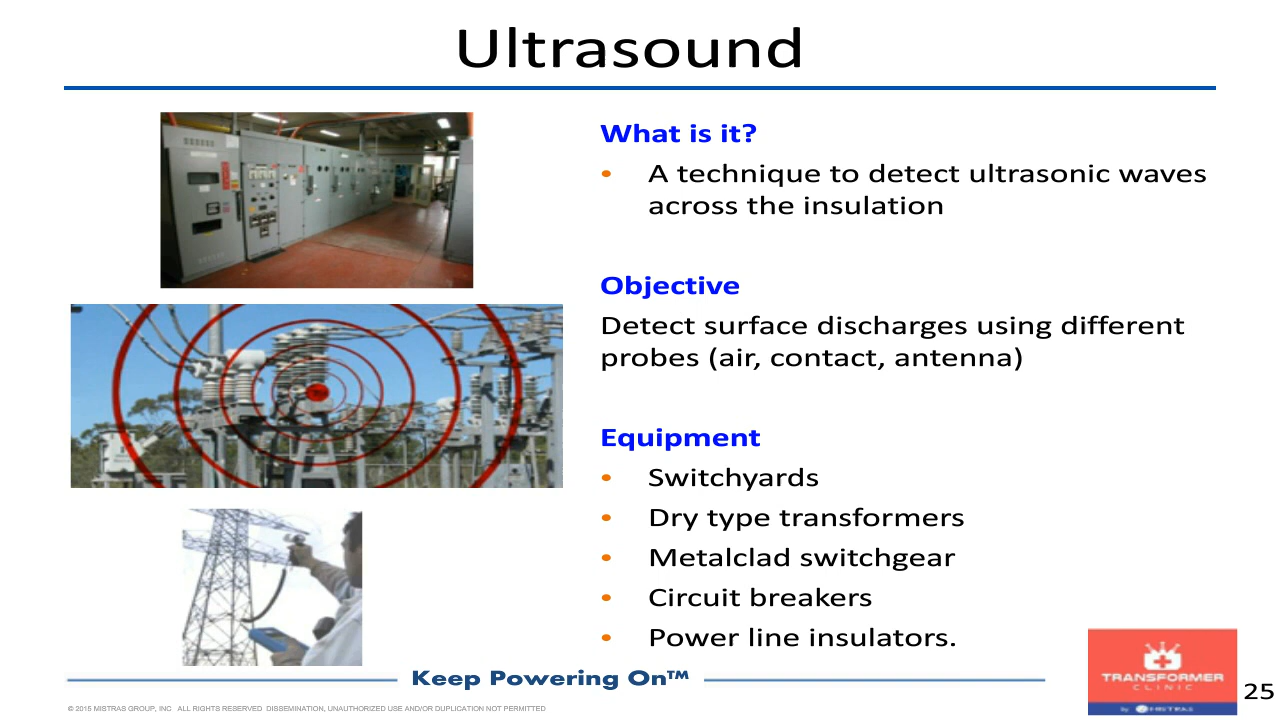 Ultrasound
What is it?
• A technique to detect ultrasonic waves
across the insulation
Objective
Detect surface discharges using different
probes (air, contact, antenna)
Equipment
• Switchyards
• Dry type transformers
• Metalclad switchgear
• Circuit breakers
• Power line insulators.
Keep Powering On™
TRANSFORMER
CLINIC
by MISTRAS
25
© 2015 MISTRAS GROUP, INC ALL RIGHTS RESERVED DISSEMINATION, UNAUTHORIZED USE AND/OR DUPLICATION NOT PERMITTED